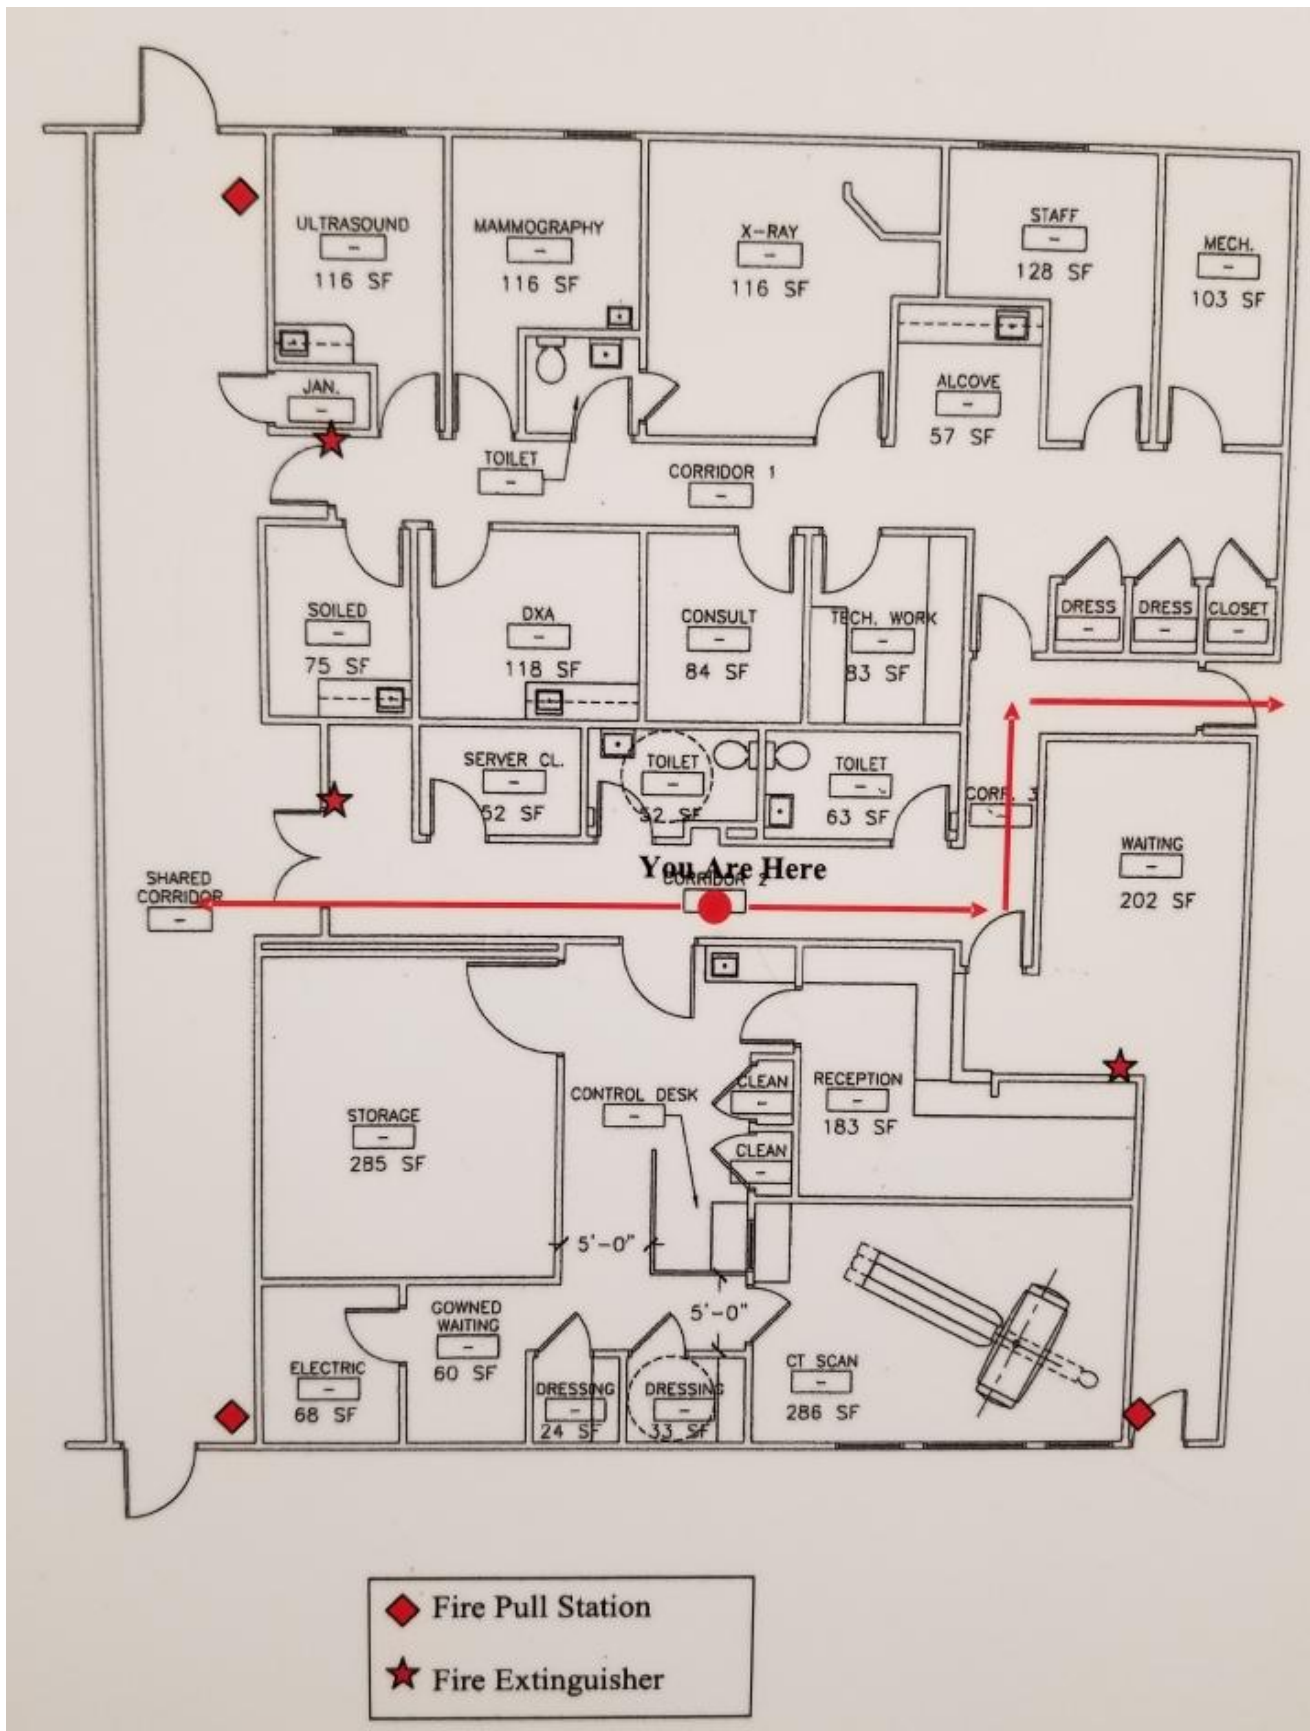 ULTRASOUND
116 SF
MAMMOGRAPHY
116 SF
X-RAY
116 SF
STAFF
128 SF
MECH.
103 SF
JAN.
ALCOVE
57 SF
TOILET
CORRIDOR 1
SOILED
75 SF
DXA
118 SF
CONSULT
84 SF
TECH. WORK
83 SF
DRESS
DRESS
CLOSET
SERVER CL.
52 SF
TOILET
52 SF
TOILET
63 SF
CORR. 3
WAITING
202 SF
You Are Here
CORRIDOR 2
SHARED
CORRIDOR
STORAGE
285 SF
CONTROL DESK
CLEAN
CLEAN
RECEPTION
183 SF
5'-0"
5'-0"
GOWNED
WAITING
60 SF
ELECTRIC
68 SF
DRESSING
24 SF
DRESSING
33 SF
CT SCAN
286 SF
Fire Pull Station
Fire Extinguisher